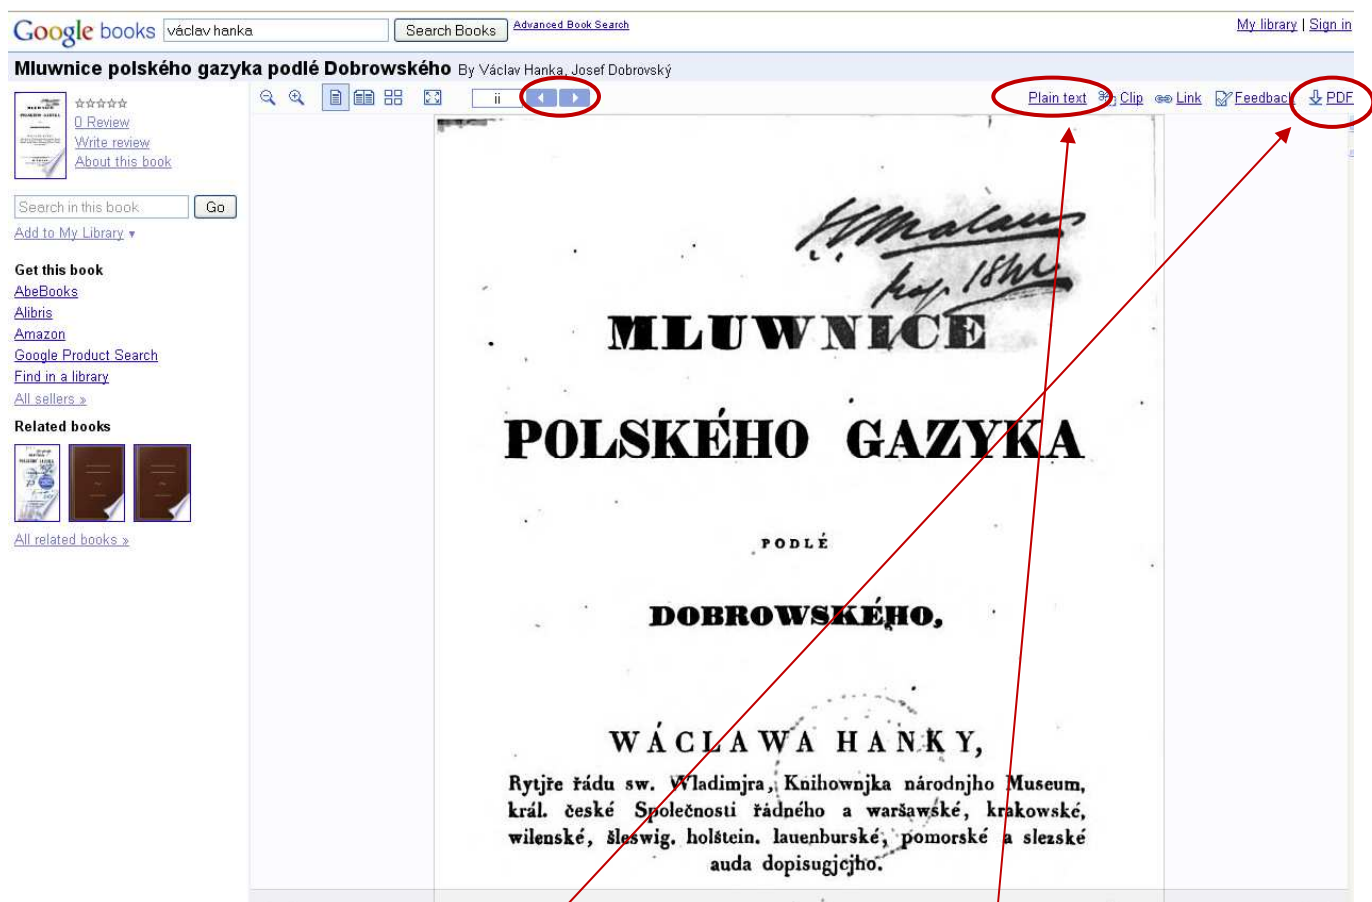 Google books václav hanka Search Books Advanced Book Search My library | Sign in
Mluwnice polského gazyka podlé Dobrowského By Václav Hanka, Josef Dobrovský
ii Plain text Clip Link Feedback PDF
0 Review
Write review
About this book
Search in this book Go
Add to My Library ▾
Get this book
AbeBooks
Alibris
Amazon
Google Product Search
Find in a library
All sellers »
Related books
All related books »
MLUWNICE
POLSKÉHO GAZYKA
PODLÉ
DOBROWSKÉHO,
WÁCLAWA HANKY,
Rytjře řádu sw. Wladimjra, Knihownjka národnjho Museum,
král. české Společnosti řádného a waršawské, krakowské,
wilenské, šleswig. holštein. lauenburské, pomorské a slezské
auda dopisugjcjho.